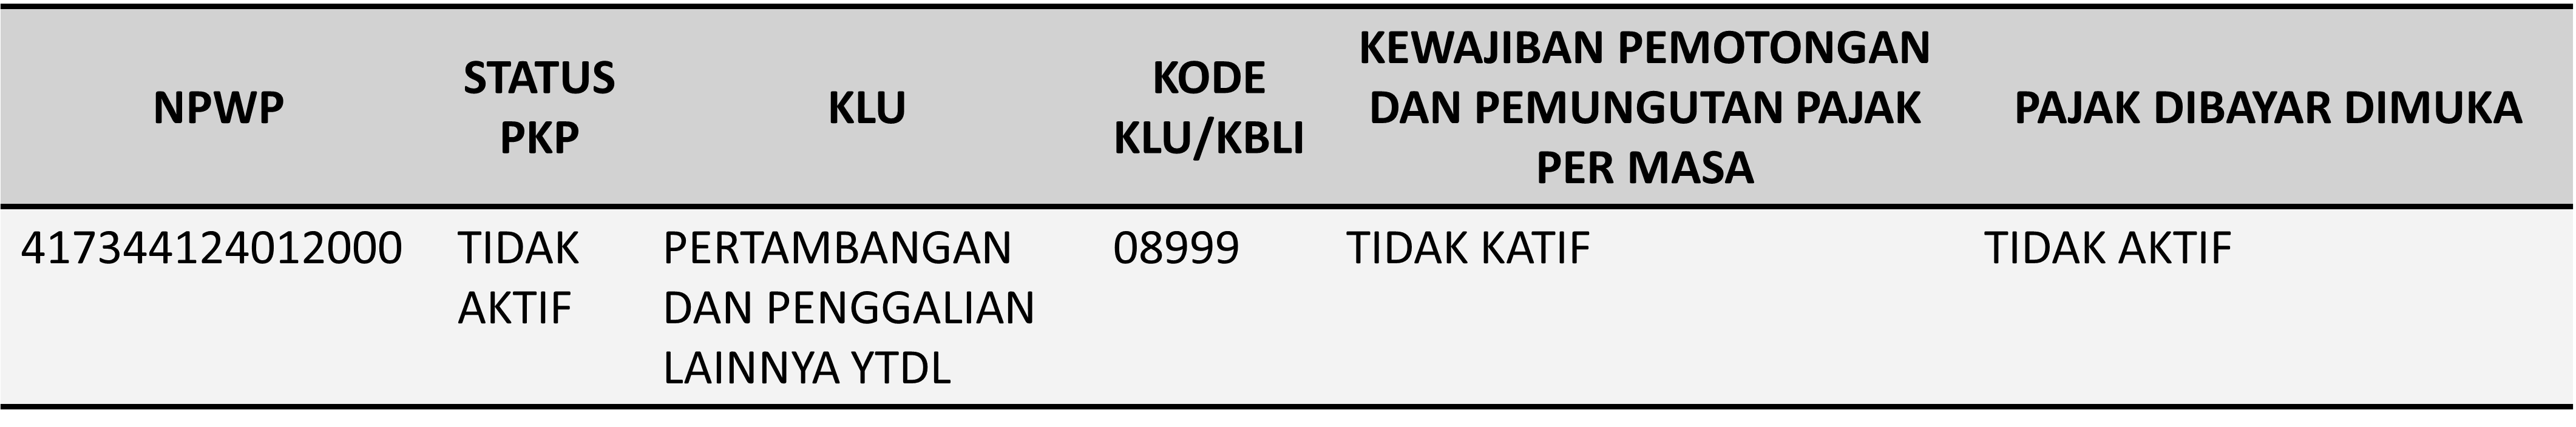 NPWP
STATUS
PKP
KLU
KODE
KLU/KBLI
KEWAJIBAN PEMOTONGAN
DAN PEMUNGUTAN PAJAK
PER MASA
PAJAK DIBAYAR DIMUKA
417344124012000
TIDAK
AKTIF
PERTAMBANGAN
DAN PENGGALIAN
LAINNYA YTDL
08999
TIDAK KATIF
TIDAK AKTIF